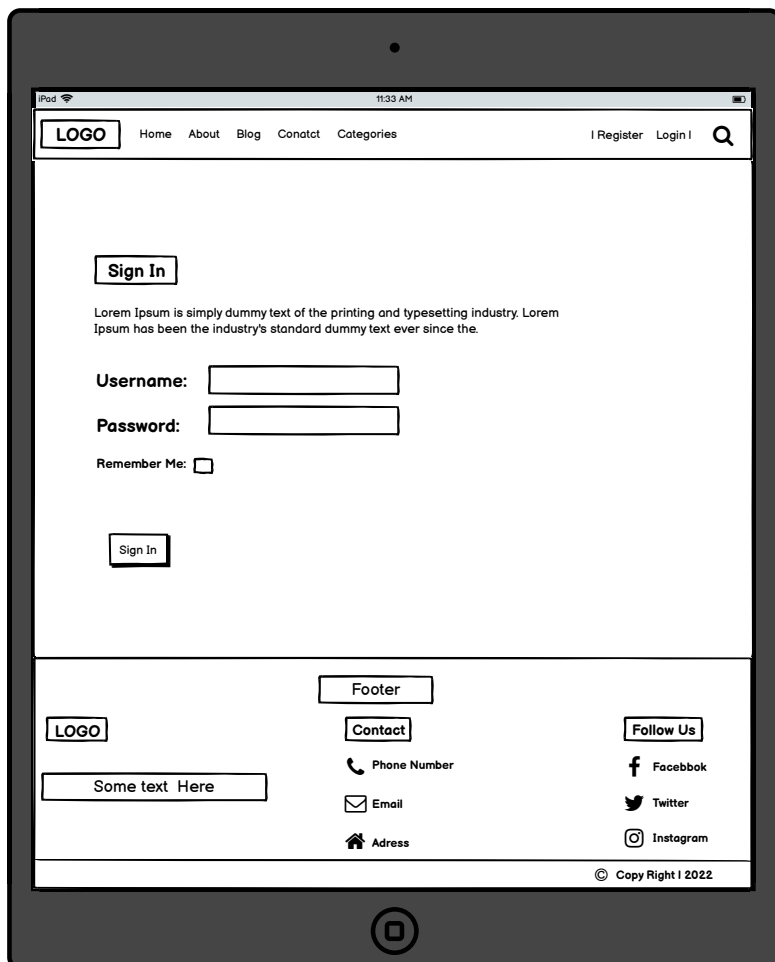 iPad 11:33 AM
LOGO Home About Blog Conatct Categories | Register Login |
Sign In
Lorem Ipsum is simply dummy text of the printing and typesetting industry. Lorem
Ipsum has been the industry's standard dummy text ever since the.
Username:
Password:
Remember Me:
Sign In
Footer
LOGO Contact Follow Us
Phone Number Facebbok
Some text Here
Email Twitter
Adress Instagram
© Copy Right | 2022